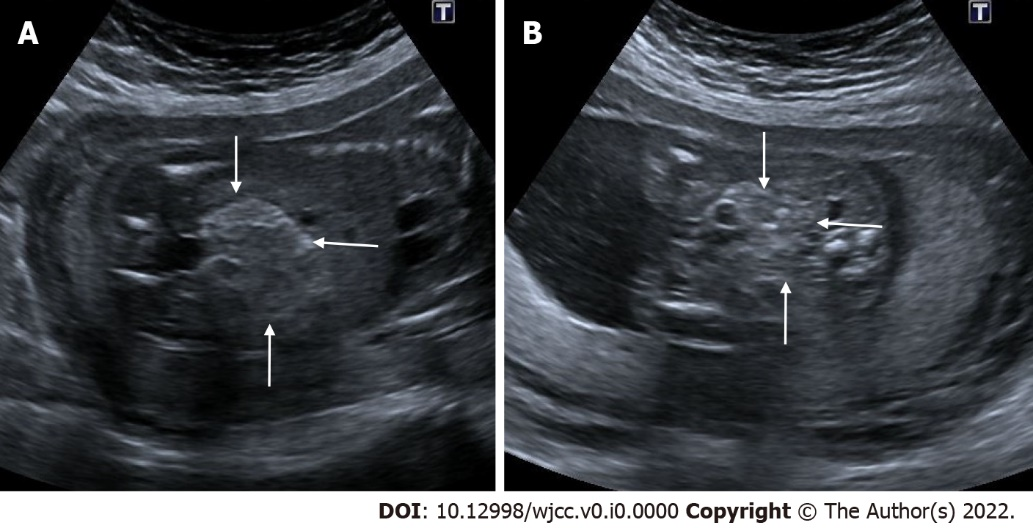 A
T
B
T
DOI: 10.12998/wjcc.v0.i0.0000 Copyright © The Author(s) 2022.